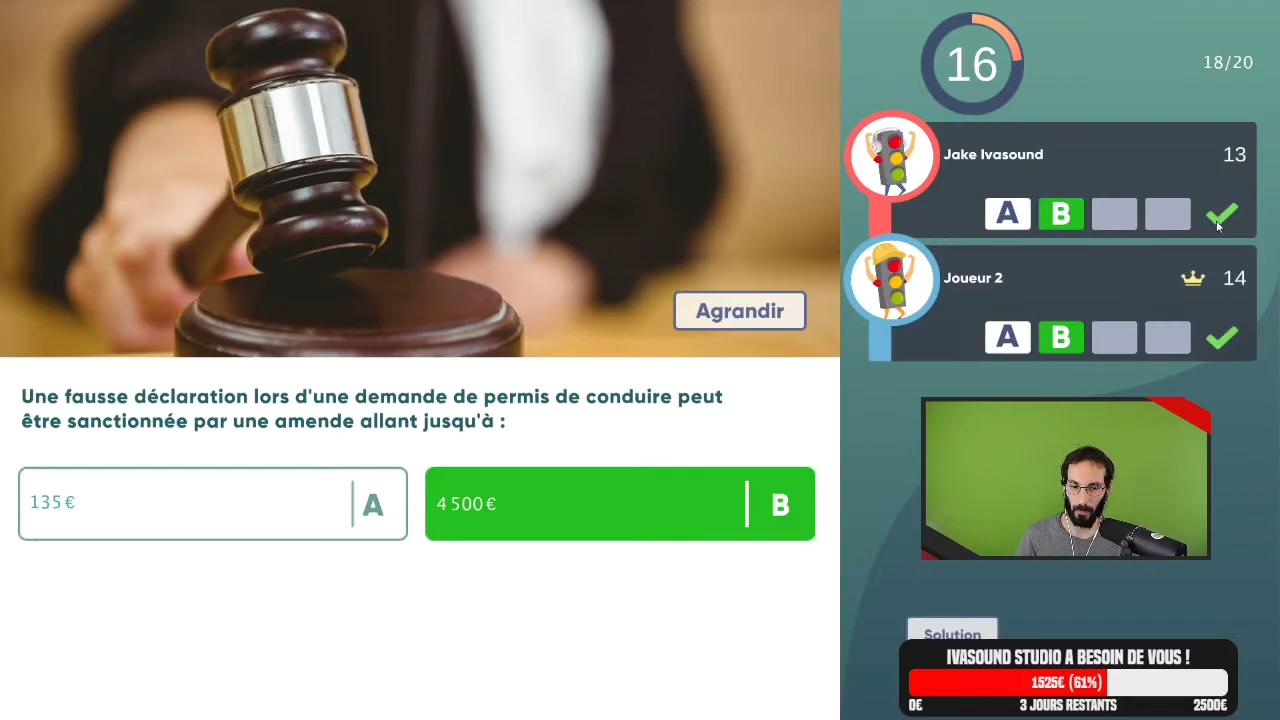 Agrandir
Une fausse déclaration lors d'une demande de permis de conduire peut
être sanctionnée par une amende allant jusqu'à :
135 € A
4 500 € B
16
18/20
Jake Ivasound 13
A B
Joueur 2 14
A B
Solution
IVASOUND STUDIO A BESOIN DE VOUS !
1525€ (61%)
0€ 3 JOURS RESTANTS 2500€